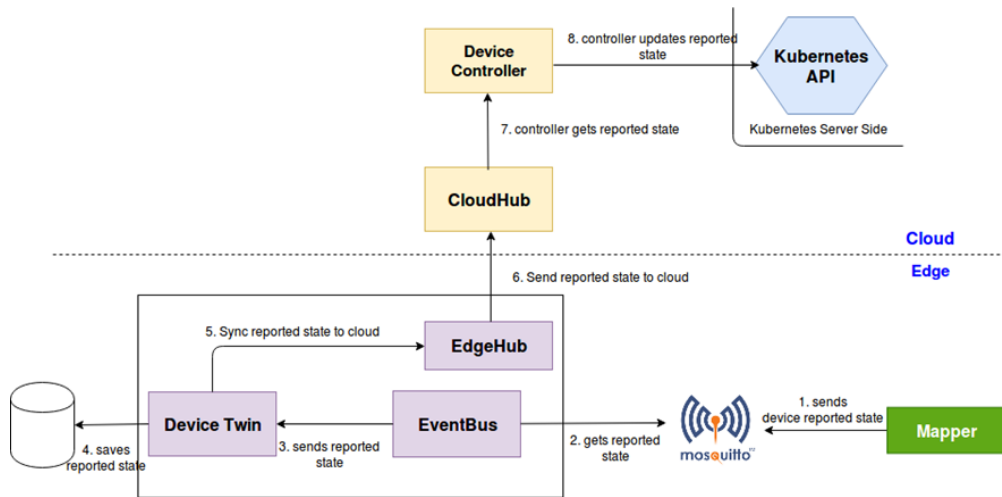 8. controller updates reported
state
Device
Controller
Kubernetes
API
Kubernetes Server Side
7. controller gets reported state
CloudHub
Cloud
Edge
6. Send reported state to cloud
5. Sync reported state to cloud
EdgeHub
1. sends
device reported state
Device Twin
EventBus
Mapper
mosquitto
4. saves
reported state
3. sends reported
state
2. gets reported
state